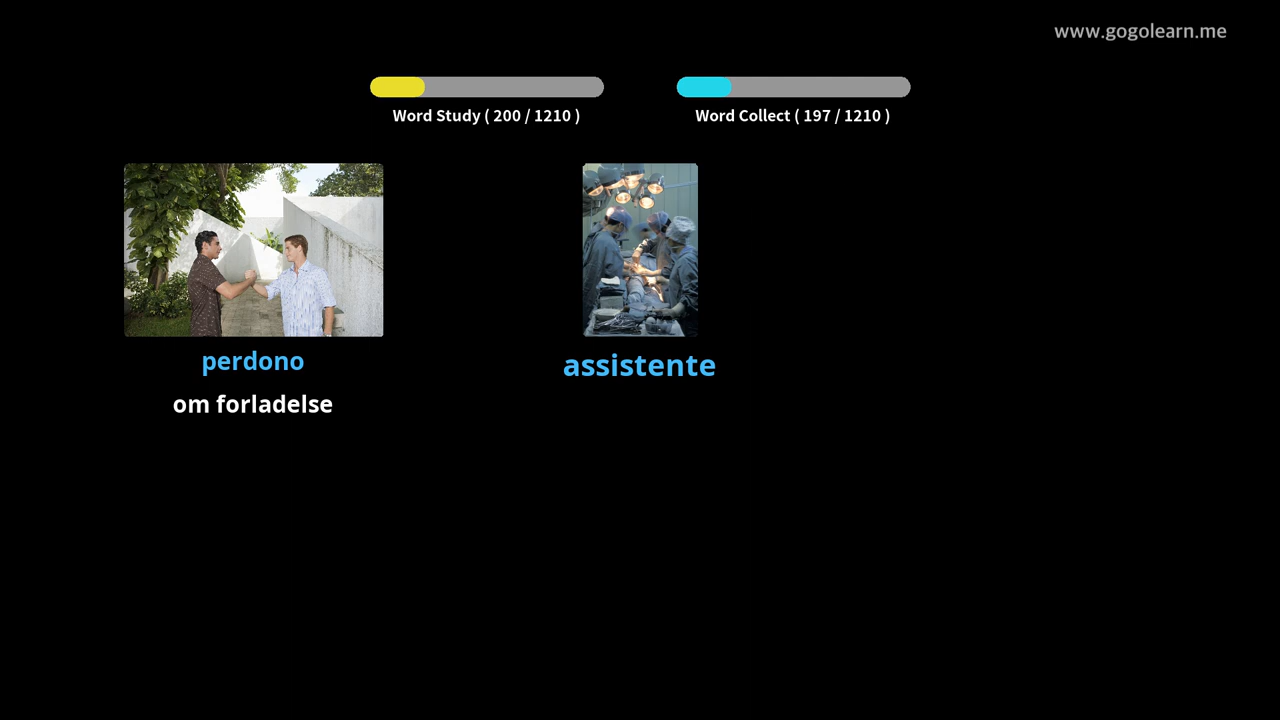 www.gogolearn.me
Word Study ( 200 / 1210 )
Word Collect ( 197 / 1210 )
perdono
om forladelse
assistente